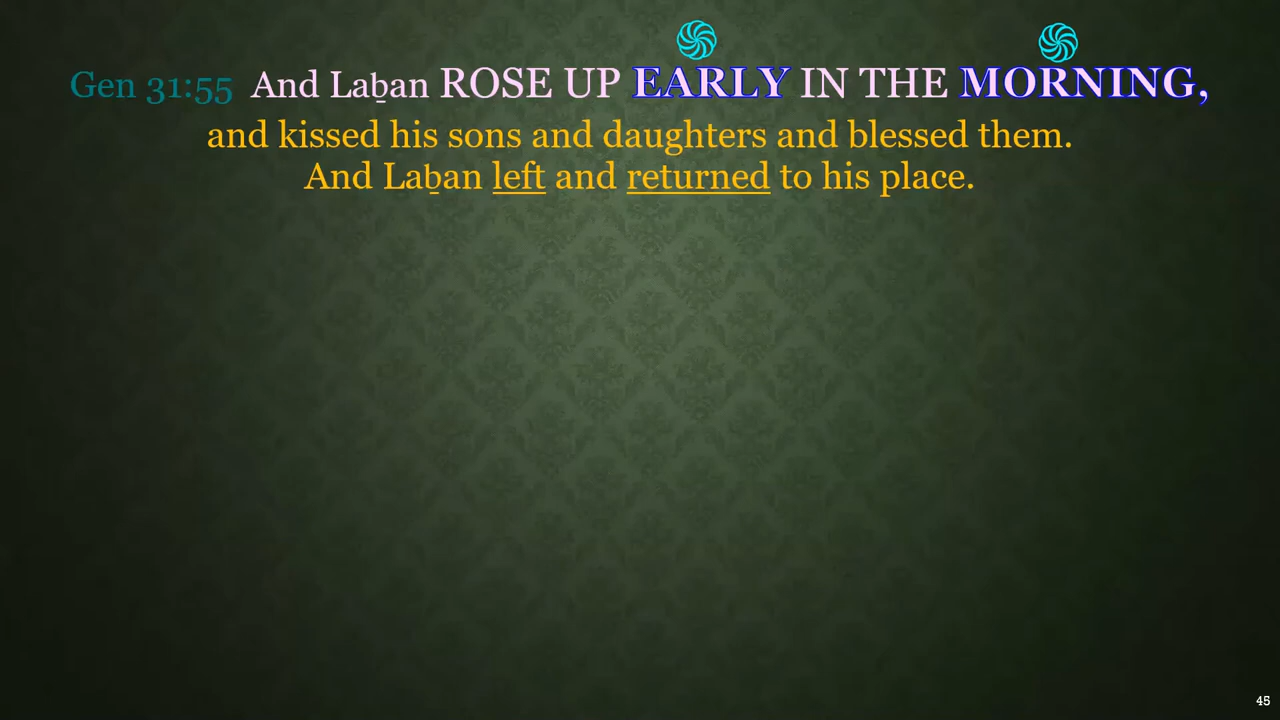 Gen 31:55 And Laḇan ROSE UP EARLY IN THE MORNING,
and kissed his sons and daughters and blessed them.
And Laḇan left and returned to his place.
45